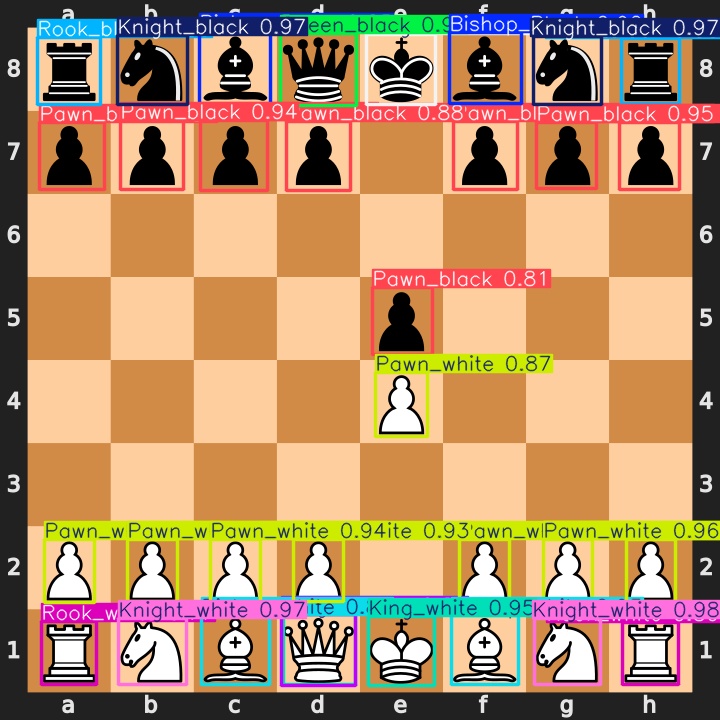 a b c d e f g h
Rook_bl Knight_black 0.97 een_black 0.9 Bishop_ Knight_black 0.97
8 8
Pawn_b Pawn_black 0.94 awn_black 0.88 awn_bl Pawn_black 0.95
7 7
6 6
Pawn_black 0.81
5 5
Pawn_white 0.87
4 4
3 3
Pawn_w Pawn_w Pawn_white 0.94 ite 0.93 awn_w Pawn_white 0.96
2 2
Rook_w Knight_white 0.97 ite 0. King_white 0.95 Knight_white 0.98
1 1
a b c d e f g h